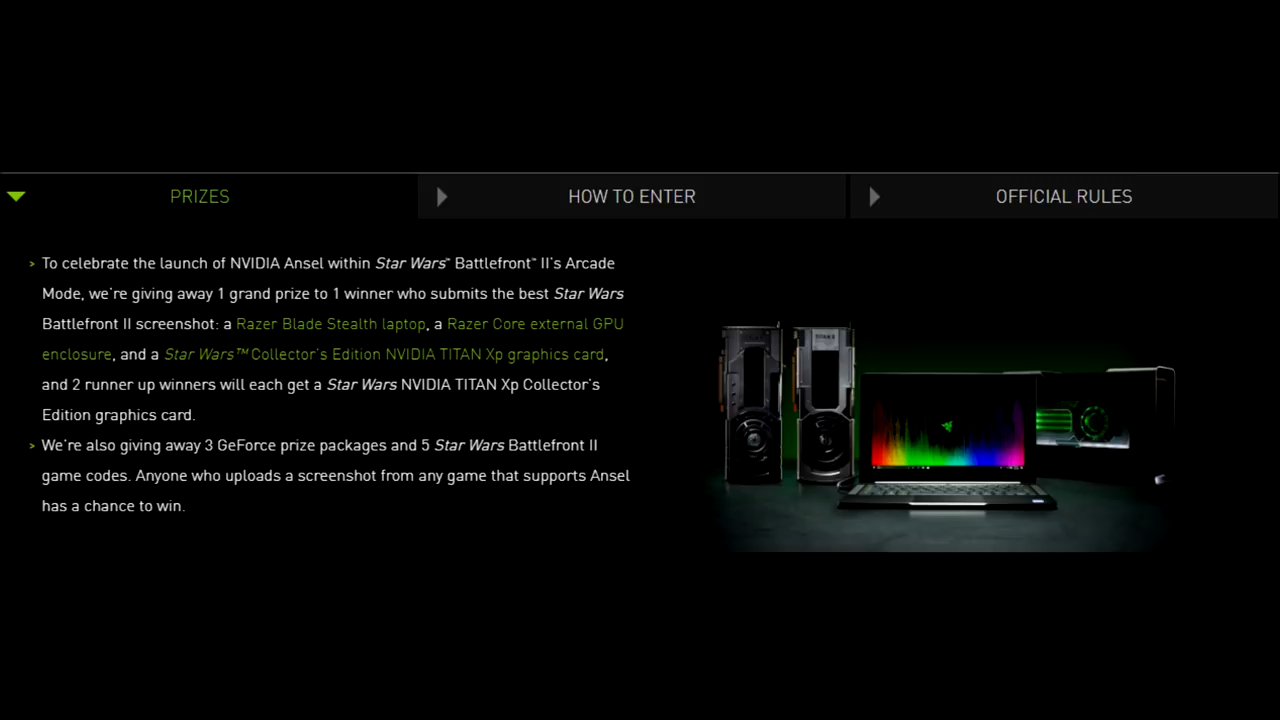 PRIZES
HOW TO ENTER
OFFICIAL RULES
> To celebrate the launch of NVIDIA Ansel within Star Wars™ Battlefront™ II's Arcade
Mode, we're giving away 1 grand prize to 1 winner who submits the best Star Wars
Battlefront II screenshot: a Razer Blade Stealth laptop, a Razer Core external GPU
enclosure, and a Star Wars™ Collector's Edition NVIDIA TITAN Xp graphics card,
and 2 runner up winners will each get a Star Wars NVIDIA TITAN Xp Collector's
Edition graphics card.
> We're also giving away 3 GeForce prize packages and 5 Star Wars Battlefront II
game codes. Anyone who uploads a screenshot from any game that supports Ansel
has a chance to win.